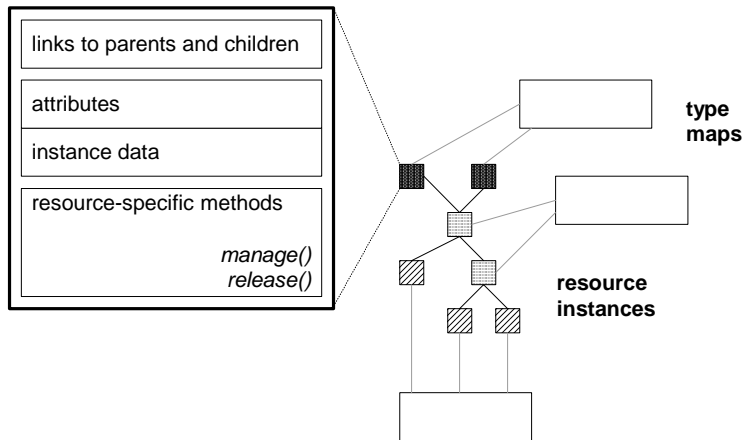 links to parents and children
attributes
instance data
resource-specific methods
manage()
release()
type
maps
resource
instances